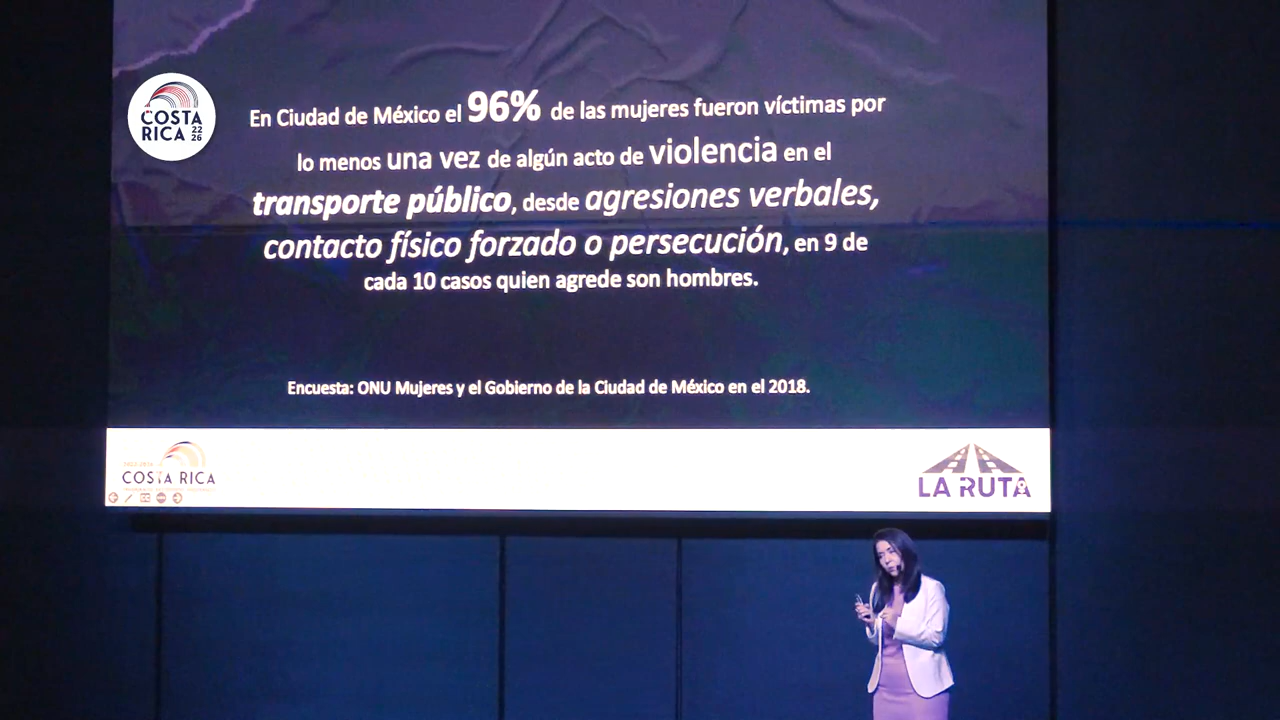 COSTA
RICA 22
26
En Ciudad de México el 96% de las mujeres fueron víctimas por
lo menos una vez de algún acto de violencia en el
transporte público, desde agresiones verbales,
contacto físico forzado o persecución, en 9 de
cada 10 casos quien agrede son hombres.
Encuesta: ONU Mujeres y el Gobierno de la Ciudad de México en el 2018.
COSTA RICA
LA RUTA